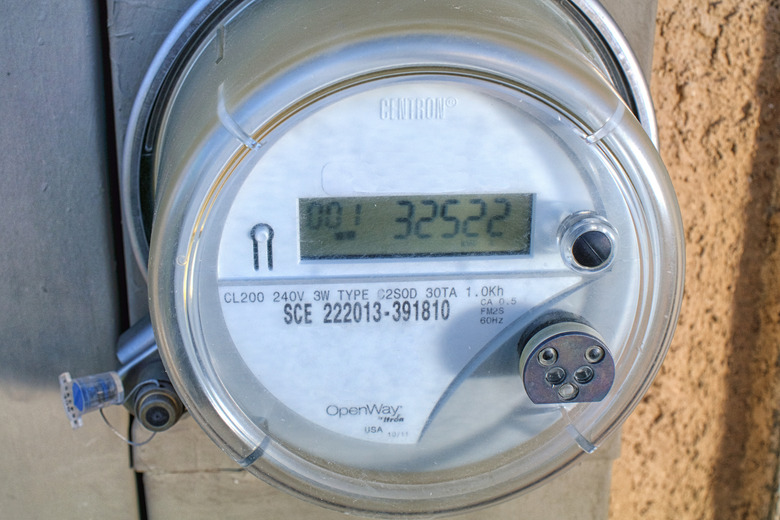 CENTRON®
001 32522
CL200 240V 3W TYPE C2SOD 30TA 1.0Kh
CA 0.5
SCE 222013-391810
FM2S
60Hz
OpenWay®
by Itron
USA